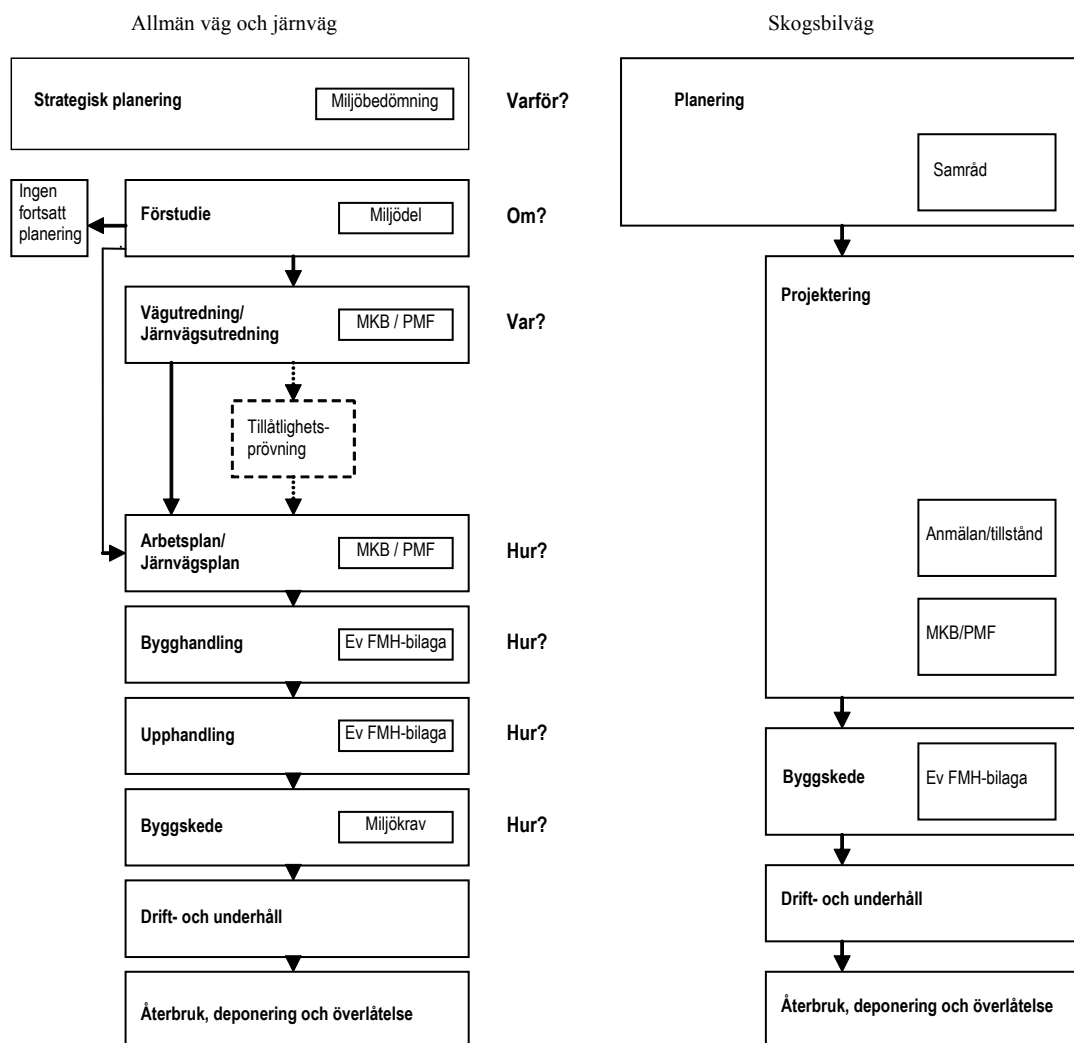 Allmän väg och järnväg
Strategisk planering
Miljöbedömning
Varför?
Ingen
fortsatt
planering
Förstudie
Miljödel
Om?
Vägutredning/
Järnvägsutredning
MKB / PMF
Var?
Tillåtlighets-
prövning
Arbetsplan/
Järnvägsplan
MKB / PMF
Hur?
Bygghandling
Ev FMH-bilaga
Hur?
Upphandling
Ev FMH-bilaga
Hur?
Byggskede
Miljökrav
Hur?
Drift- och underhåll
Återbruk, deponering och överlåtelse
Skogsbilväg
Planering
Samråd
Projektering
Anmälan/tillstånd
MKB/PMF
Byggskede
Ev FMH-bilaga
Drift- och underhåll
Återbruk, deponering och överlåtelse